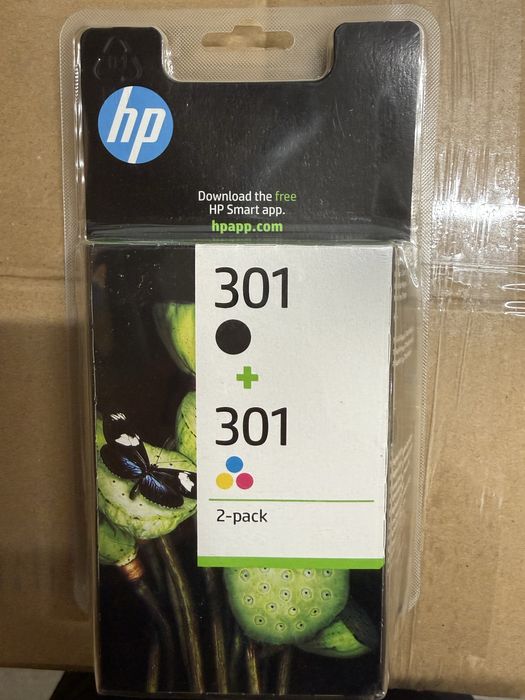 hp
Download the free
HP Smart app.
hpapp.com
301
+
301
2-pack